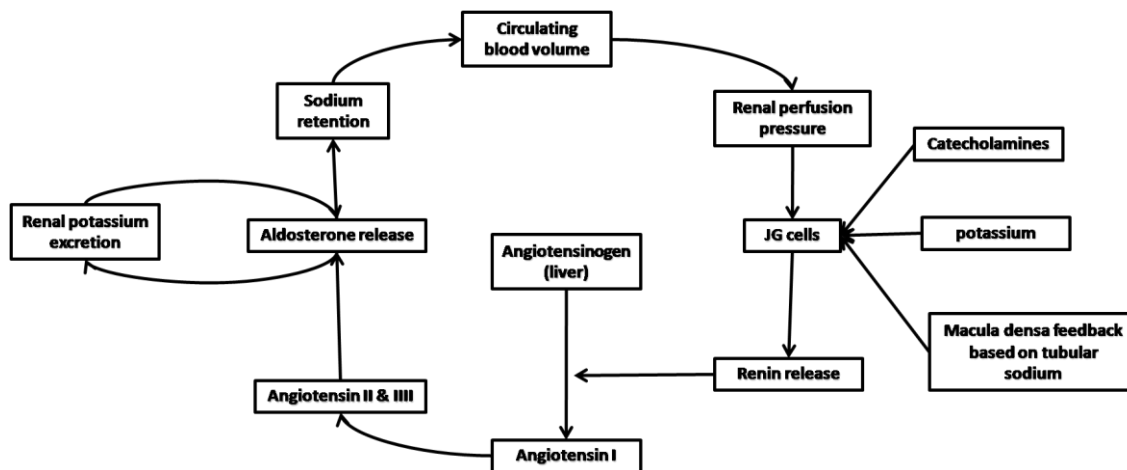 Circulating
blood volume
Sodium
retention
Renal perfusion
pressure
Catecholamines
Renal potassium
excretion
Aldosterone release
Angiotensinogen
(liver)
JG cells
potassium
Macula densa feedback
based on tubular
sodium
Renin release
Angiotensin II & IIII
Angiotensin I